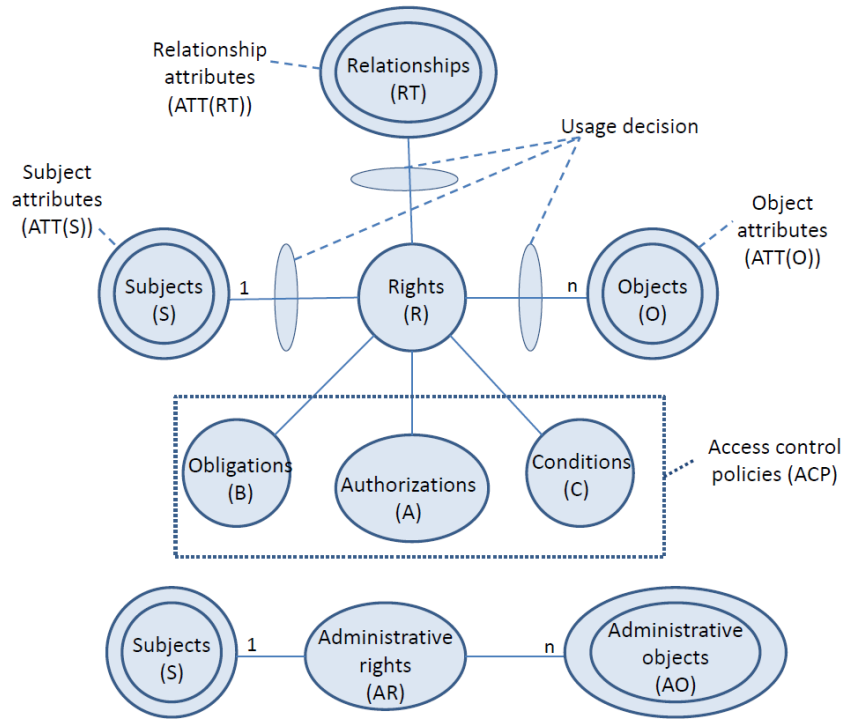 Relationship
attributes
(ATT(RT))
Relationships
(RT)
Usage decision
Subject
attributes
(ATT(S))
Object
attributes
(ATT(O))
Subjects
(S)
1
Rights
(R)
n
Objects
(O)
Obligations
(B)
Authorizations
(A)
Conditions
(C)
Access control
policies (ACP)
Subjects
(S)
1
Administrative
rights
(AR)
n
Administrative
objects
(AO)